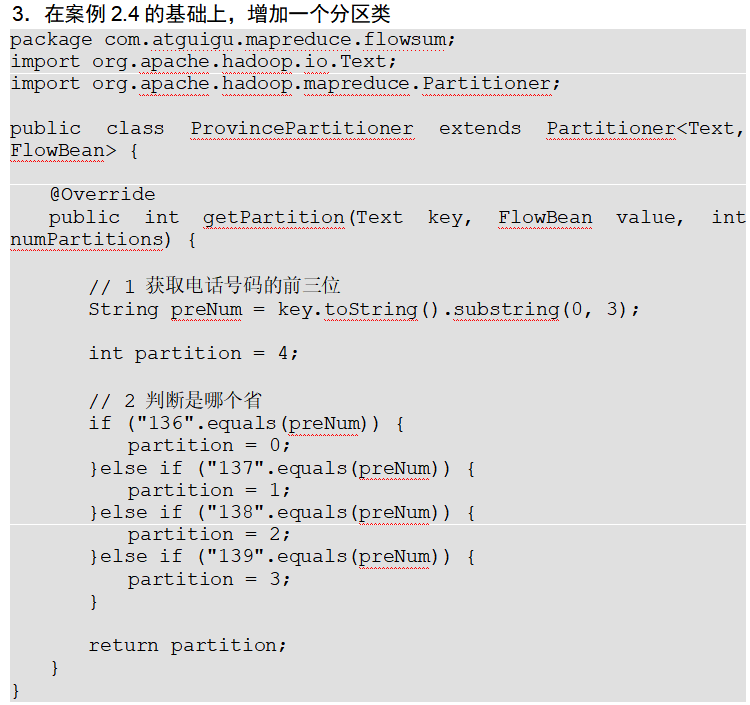 3．在案例 2.4 的基础上，增加一个分区类
package com.atguigu.mapreduce.flowsum;
import org.apache.hadoop.io.Text;
import org.apache.hadoop.mapreduce.Partitioner;
public class ProvincePartitioner extends Partitioner<Text,
FlowBean> {
@Override
public int getPartition(Text key, FlowBean value, int
numPartitions) {
// 1 获取电话号码的前三位
String preNum = key.toString().substring(0, 3);
int partition = 4;
// 2 判断是哪个省
if ("136".equals(preNum)) {
partition = 0;
}else if ("137".equals(preNum)) {
partition = 1;
}else if ("138".equals(preNum)) {
partition = 2;
}else if ("139".equals(preNum)) {
partition = 3;
}
return partition;
}
}